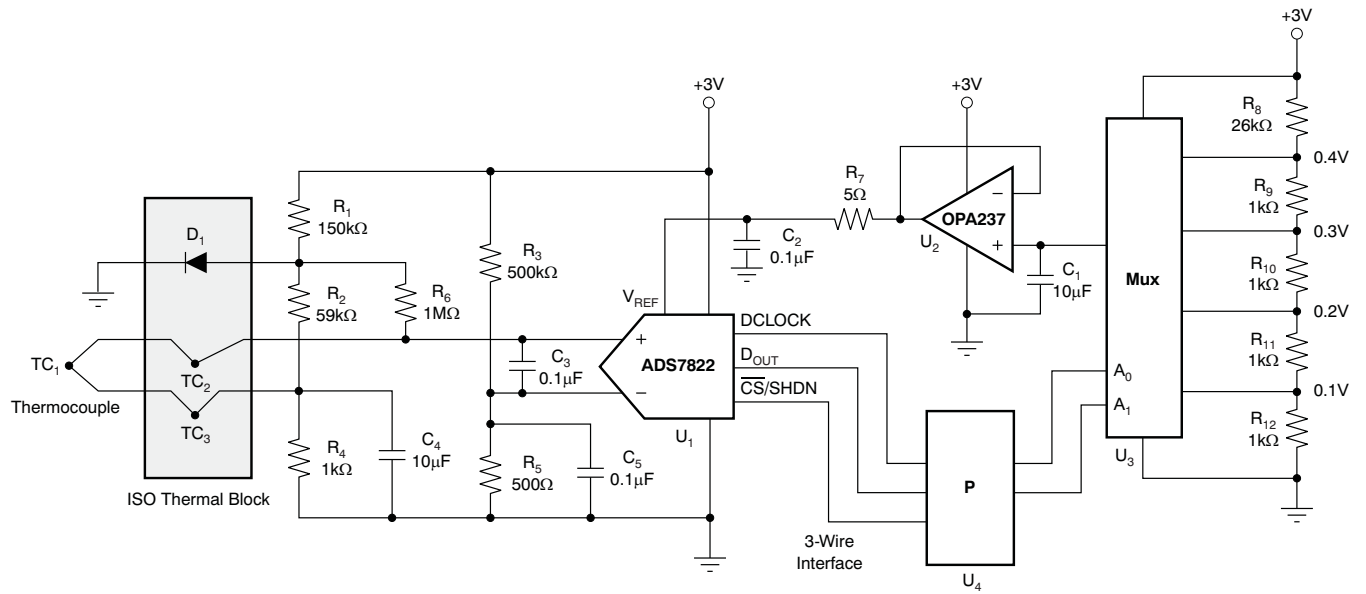 +3V
R8
26kΩ
0.4V
R9
1kΩ
0.3V
R10
1kΩ
0.2V
R11
1kΩ
0.1V
R12
1kΩ
Mux
A0
A1
U3
+3V
OPA237
−
+
U2
C1
10µF
R7
5Ω
C2
0.1µF
+3V
R1
150kΩ
D1
R2
59kΩ
R6
1MΩ
R3
500kΩ
VREF
DCLOCK
DOUT
CS/SHDN
+
ADS7822
−
U1
C3
0.1µF
TC1
Thermocouple
TC2
TC3
R4
1kΩ
C4
10µF
R5
500Ω
C5
0.1µF
ISO Thermal Block
3-Wire
Interface
P
U4